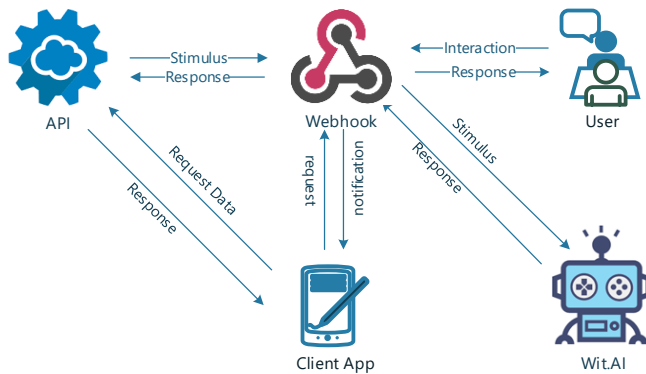 Stimulus
Response
Interaction
Response
API
Webhook
User
Request Data
Response
request
notification
Stimulus
Response
Client App
Wit.AI